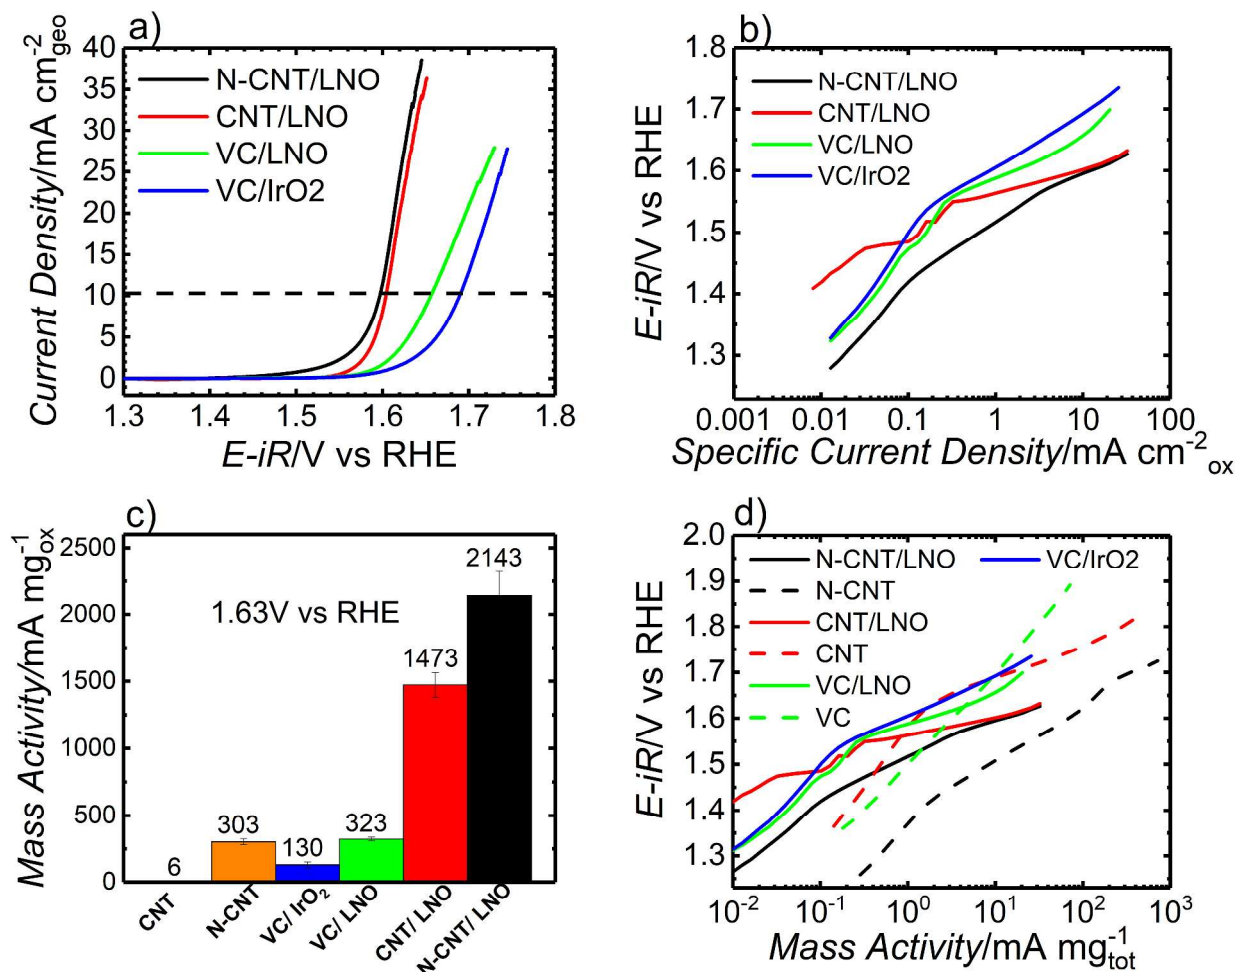 a)
Current Density/mA cm⁻²geo
40
35
30
25
20
15
10
5
0
N-CNT/LNO
CNT/LNO
VC/LNO
VC/IrO2
1.3 1.4 1.5 1.6 1.7 1.8
E-iR/V vs RHE
b)
E-iR/V vs RHE
1.8
1.7
1.6
1.5
1.4
1.3
N-CNT/LNO
CNT/LNO
VC/LNO
VC/IrO2
0.001 0.01 0.1 1 10 100
Specific Current Density/mA cm⁻²ox
c)
Mass Activity/mA mg⁻¹ox
2500
2000
1500
1000
500
0
1.63V vs RHE
6
303
130
323
1473
2143
CNT
N-CNT
VC/ IrO₂
VC/ LNO
CNT/ LNO
N-CNT/ LNO
d)
E-iR/V vs RHE
2.0
1.9
1.8
1.7
1.6
1.5
1.4
1.3
N-CNT/LNO
N-CNT
CNT/LNO
CNT
VC/LNO
VC
VC/IrO2
10⁻² 10⁻¹ 10⁰ 10¹ 10² 10³
Mass Activity/mA mg⁻¹tot